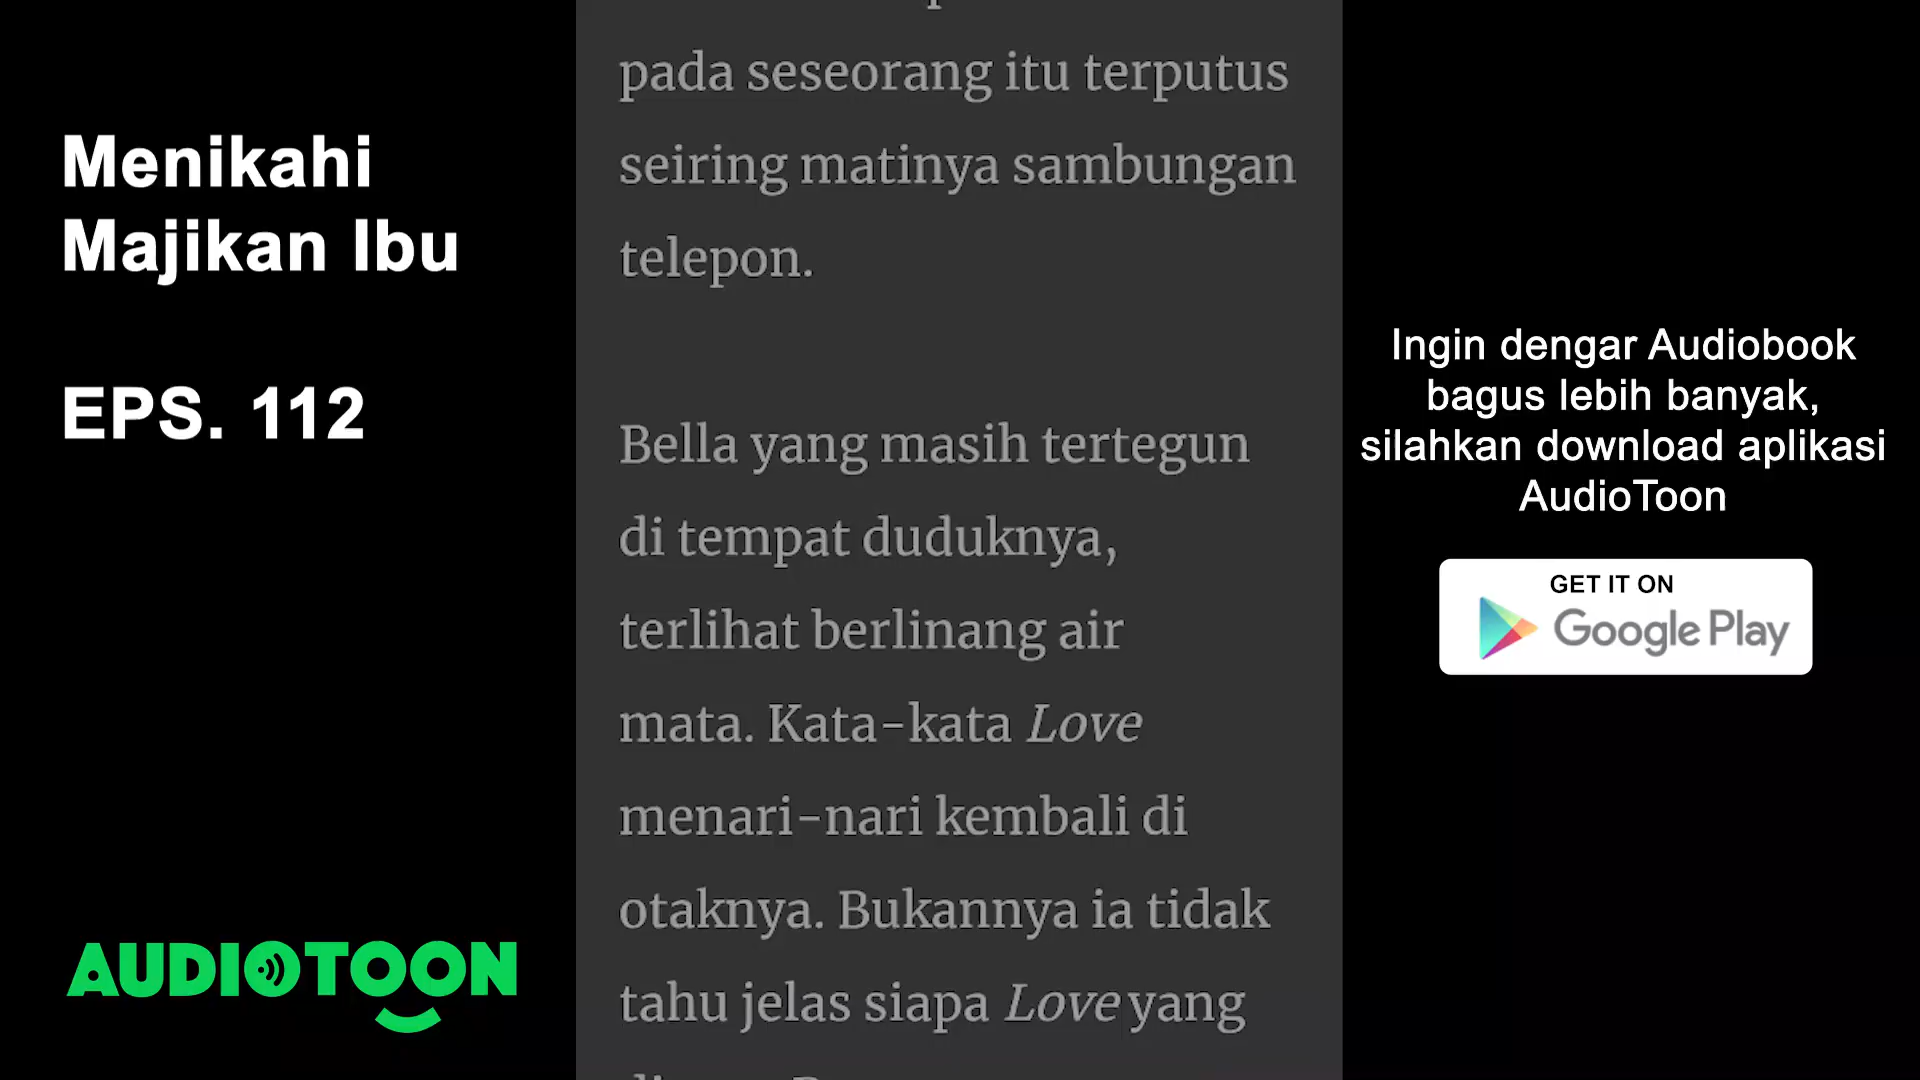 Menikahi
Majikan Ibu
EPS. 112
AUDIOTOON
pada seseorang itu terputus
seiring matinya sambungan
telepon.
Bella yang masih tertegun
di tempat duduknya,
terlihat berlinang air
mata. Kata-kata Love
menari-nari kembali di
otaknya. Bukannya ia tidak
tahu jelas siapa Love yang
Ingin dengar Audiobook
bagus lebih banyak,
silahkan download aplikasi
AudioToon
GET IT ON
Google Play